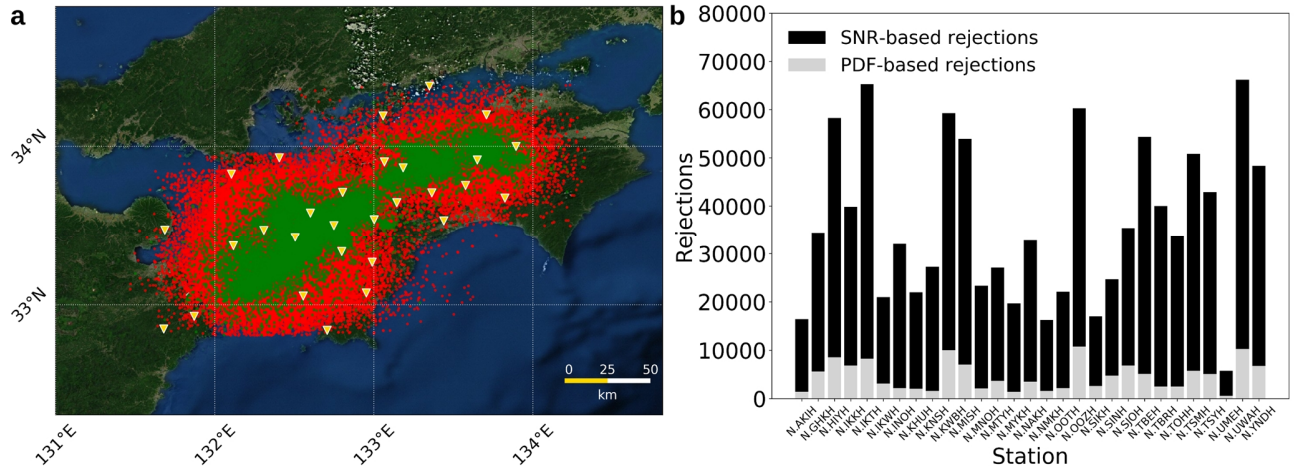 a
34°N
33°N
131°E
132°E
133°E
134°E
0 25 50
km
b
80000
70000
60000
50000
40000
30000
20000
10000
0
Rejections
SNR-based rejections
PDF-based rejections
N.AKIH
N.GHKH
N.HIYH
N.IKKH
N.IKTH
N.IKWH
N.INOH
N.KHUH
N.KNSH
N.KWBH
N.MISH
N.MNOH
N.MTYH
N.MYKH
N.NAKH
N.NMKH
N.OOTH
N.OOZH
N.SJKH
N.SINH
N.SJOH
N.TBEH
N.TBRH
N.TOHH
N.TSMH
N.TSYH
N.UMEH
N.UWAH
N.YNDH
Station